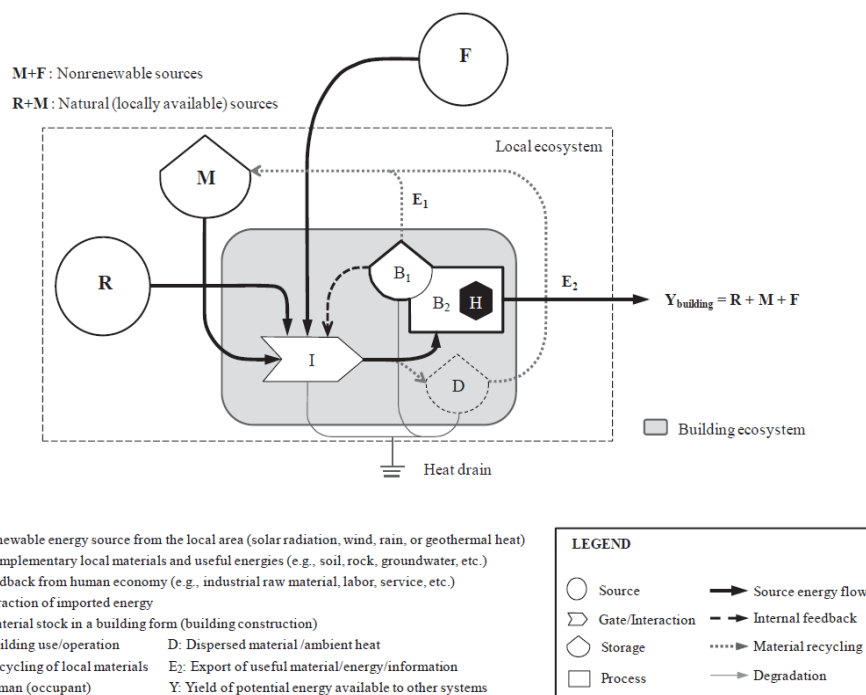 F
M+F : Nonrenewable sources
R+M : Natural (locally available) sources
Local ecosystem
M
E1
R
B1
B2
H
E2
Ybuilding = R + M + F
I
D
Building ecosystem
Heat drain
newable energy source from the local area (solar radiation, wind, rain, or geothermal heat)
mplementary local materials and useful energies (e.g., soil, rock, groundwater, etc.)
dback from human economy (e.g., industrial raw material, labor, service, etc.)
raction of imported energy
aterial stock in a building form (building construction)
ilding use/operation D: Dispersed material /ambient heat
cycling of local materials E2: Export of useful material/energy/information
man (occupant) Y: Yield of potential energy available to other systems
LEGEND
Source
Source energy flow
Gate/Interaction
Internal feedback
Storage
Material recycling
Process
Degradation